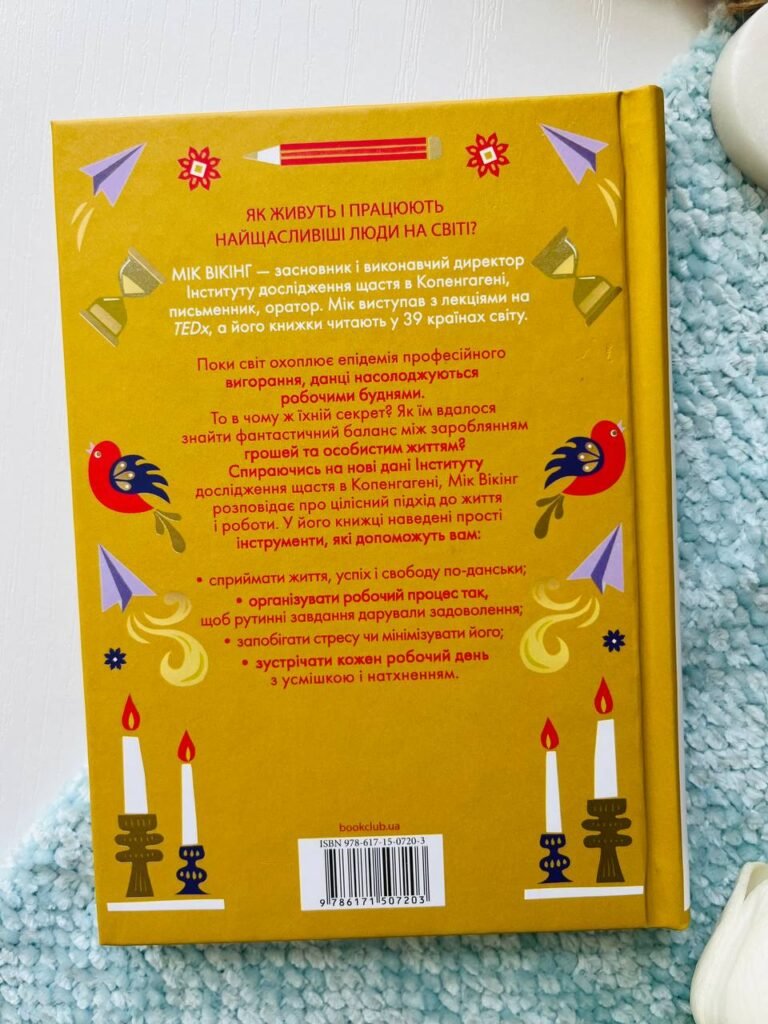 ЯК ЖИВУТЬ І ПРАЦЮЮТЬ
НАЙЩАСЛИВІШІ ЛЮДИ НА СВІТІ?
МІК ВІКІНГ — засновник і виконавчий директор
Інституту дослідження щастя в Копенгагені,
письменник, оратор. Мік виступав з лекціями на
TEDx, а його книжки читають у 39 країнах світу.
Поки світ охоплює епідемія професійного
вигорання, данці насолоджуються
робочими буднями.
То в чому ж їхній секрет? Як їм вдалося
знайти фантастичний баланс між зароблянням
грошей та особистим життям?
Спираючись на нові дані Інституту
дослідження щастя в Копенгагені, Мік Вікінг
розповідає про цілісний підхід до життя
і роботи. У його книжці наведені прості
інструменти, які допоможуть вам:
• сприймати життя, успіх і свободу по-данськи;
• організувати робочий процес так,
щоб рутинні завдання дарували задоволення;
• запобігати стресу чи мінімізувати його;
• зустрічати кожен робочий день
з усмішкою і натхненням.
bookclub.ua
ISBN 978-617-15-0720-3
9 786171 507203